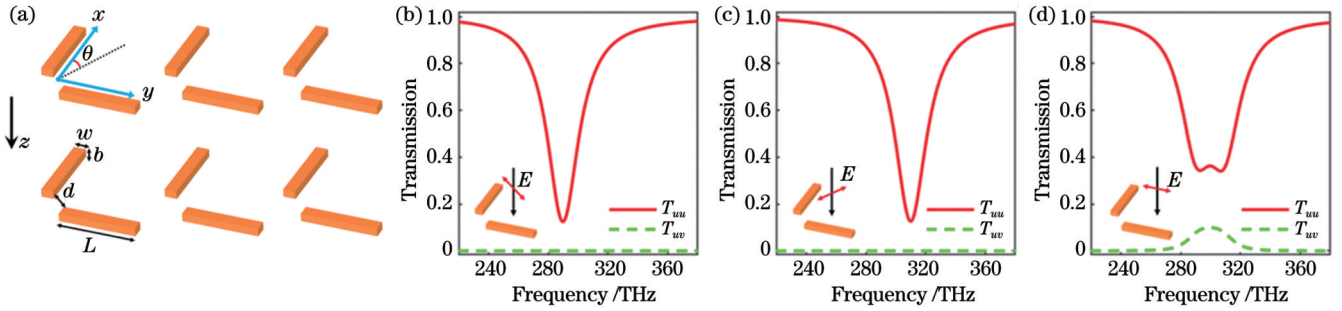 (a)
x
θ
y
z
w
b
d
L
(b)
Transmission
1.0
0.8
0.6
0.4
0.2
0
E
T_uu
T_uv
240 280 320 360
Frequency /THz
(c)
Transmission
1.0
0.8
0.6
0.4
0.2
0
E
T_uu
T_uv
240 280 320 360
Frequency /THz
(d)
Transmission
1.0
0.8
0.6
0.4
0.2
0
E
T_uu
T_uv
240 280 320 360
Frequency /THz